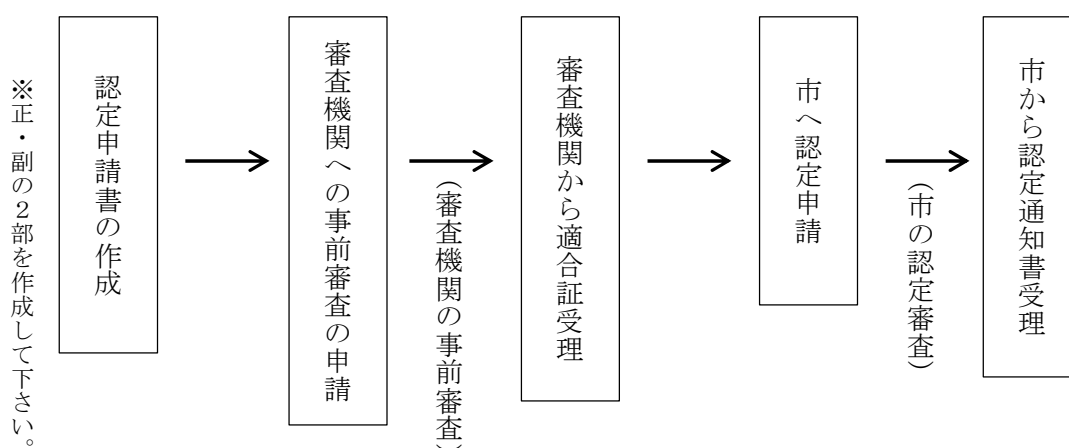 認定申請書の作成
※正・副の２部を作成して下さい。
審査機関への事前審査の申請
(審査機関の事前審査)
審査機関から適合証受理
市へ認定申請
(市の認定審査)
市から認定通知書受理